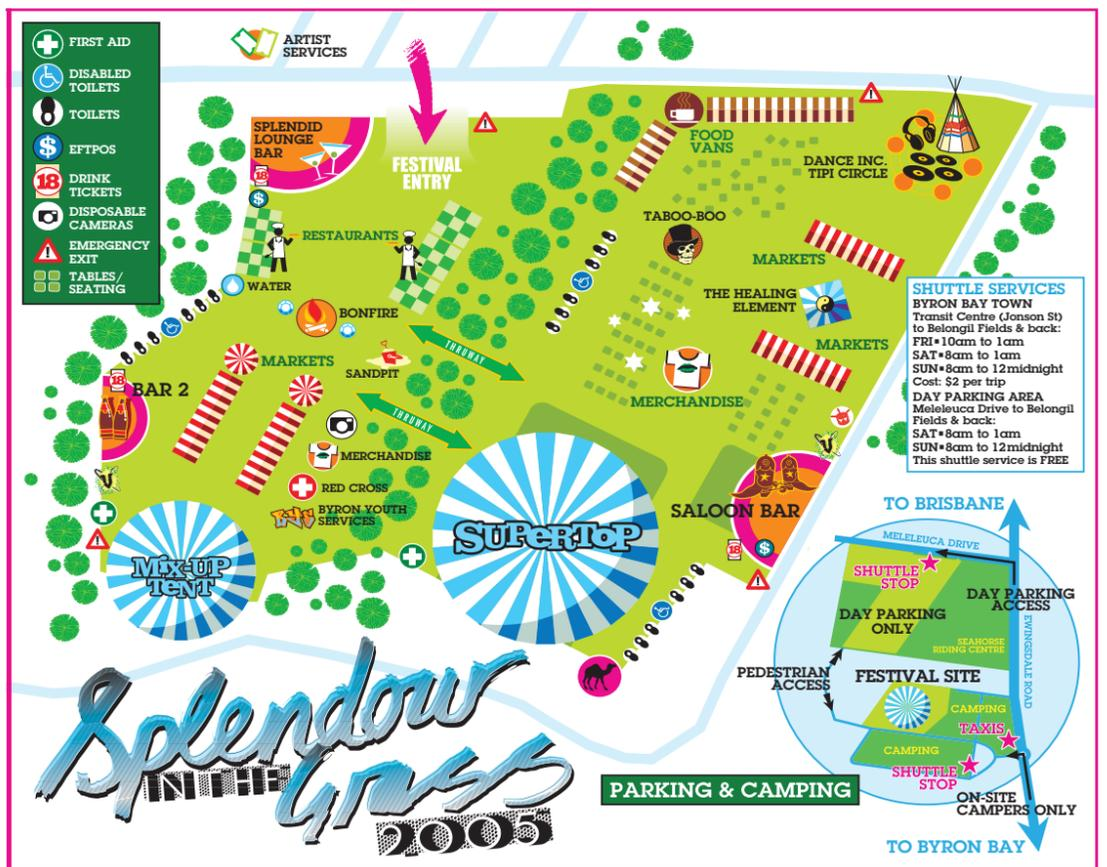 FIRST AID
DISABLED
TOILETS
TOILETS
$
EFTPOS
18
DRINK
TICKETS
DISPOSABLE
CAMERAS
!
EMERGENCY
EXIT
TABLES/
SEATING
ARTIST
SERVICES
SPLENDID
LOUNGE
BAR
18
$
FESTIVAL
ENTRY
!
FOOD
VANS
!
DANCE INC.
TIPI CIRCLE
RESTAURANTS
TABOO-BOO
MARKETS
WATER
BONFIRE
THE HEALING
ELEMENT
THRUWAY
MARKETS
MARKETS
SANDPIT
18
BAR 2
THRUWAY
MERCHANDISE
MERCHANDISE
RED CROSS
BYS
BYRON YOUTH
SERVICES
SALOON BAR
18
$
!
!
MIX-UP
TENT
SUPERTOP
SHUTTLE SERVICES
BYRON BAY TOWN
Transit Centre (Jonson St)
to Belongil Fields & back:
FRI▪10am to 1am
SAT▪8am to 1am
SUN▪8am to 12midnight
Cost: $2 per trip
DAY PARKING AREA
Meleleuca Drive to Belongil
Fields & back:
SAT▪8am to 1am
SUN▪8am to 12midnight
This shuttle service is FREE
TO BRISBANE
MELELEUCA DRIVE
SHUTTLE
STOP
DAY PARKING
ACCESS
DAY PARKING
ONLY
EWINGSDALE ROAD
SEAHORSE
RIDING CENTRE
PEDESTRIAN
ACCESS
FESTIVAL SITE
CAMPING
TAXIS
CAMPING
SHUTTLE
STOP
ON-SITE
CAMPERS ONLY
TO BYRON BAY
PARKING & CAMPING
Splendour
IN THE
Grass
2005